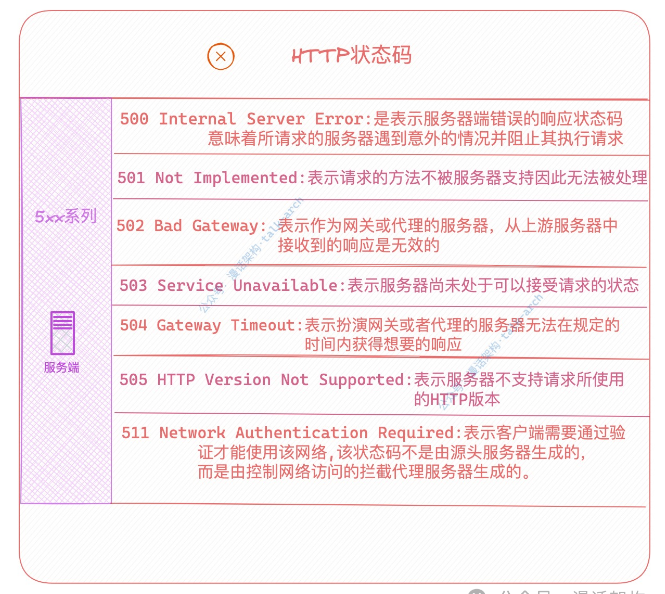 HTTP状态码
500 Internal Server Error:是表示服务器端错误的响应状态码
意味着所请求的服务器遇到意外的情况并阻止其执行请求
501 Not Implemented:表示请求的方法不被服务器支持因此无法被处理
5xx系列
502 Bad Gateway: 表示作为网关或代理的服务器，从上游服务器中
接收到的响应是无效的
503 Service Unavailable:表示服务器尚未处于可以接受请求的状态
504 Gateway Timeout:表示扮演网关或者代理的服务器无法在规定的
时间内获得想要的响应
服务端
505 HTTP Version Not Supported:表示服务器不支持请求所使用
的HTTP版本
511 Network Authentication Required:表示客户端需要通过验
证才能使用该网络,该状态码不是由源头服务器生成的,
而是由控制网络访问的拦截代理服务器生成的。
公众号·漫话架构·talkarch
公众号·漫话架构·talkarch